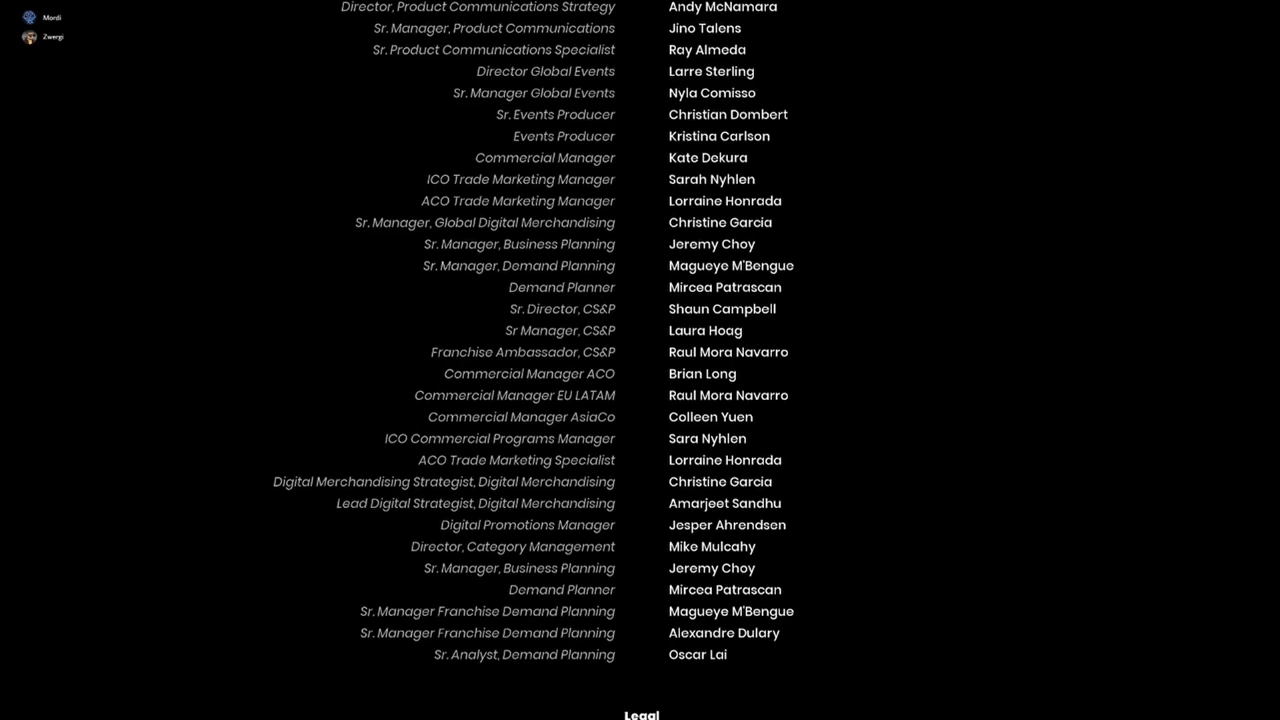 Mordi
Zwergi
Director, Product Communications Strategy Andy McNamara
Sr. Manager, Product Communications Jino Talens
Sr. Product Communications Specialist Ray Almeda
Director Global Events Larre Sterling
Sr. Manager Global Events Nyla Comisso
Sr. Events Producer Christian Dombert
Events Producer Kristina Carlson
Commercial Manager Kate Dekura
ICO Trade Marketing Manager Sarah Nyhlen
ACO Trade Marketing Manager Lorraine Honrada
Sr. Manager, Global Digital Merchandising Christine Garcia
Sr. Manager, Business Planning Jeremy Choy
Sr. Manager, Demand Planning Magueye M'Bengue
Demand Planner Mircea Patrascan
Sr. Director, CS&P Shaun Campbell
Sr Manager, CS&P Laura Hoag
Franchise Ambassador, CS&P Raul Mora Navarro
Commercial Manager ACO Brian Long
Commercial Manager EU LATAM Raul Mora Navarro
Commercial Manager AsiaCo Colleen Yuen
ICO Commercial Programs Manager Sara Nyhlen
ACO Trade Marketing Specialist Lorraine Honrada
Digital Merchandising Strategist, Digital Merchandising Christine Garcia
Lead Digital Strategist, Digital Merchandising Amarjeet Sandhu
Digital Promotions Manager Jesper Ahrendsen
Director, Category Management Mike Mulcahy
Sr. Manager, Business Planning Jeremy Choy
Demand Planner Mircea Patrascan
Sr. Manager Franchise Demand Planning Magueye M'Bengue
Sr. Manager Franchise Demand Planning Alexandre Dulary
Sr. Analyst, Demand Planning Oscar Lai
Legal